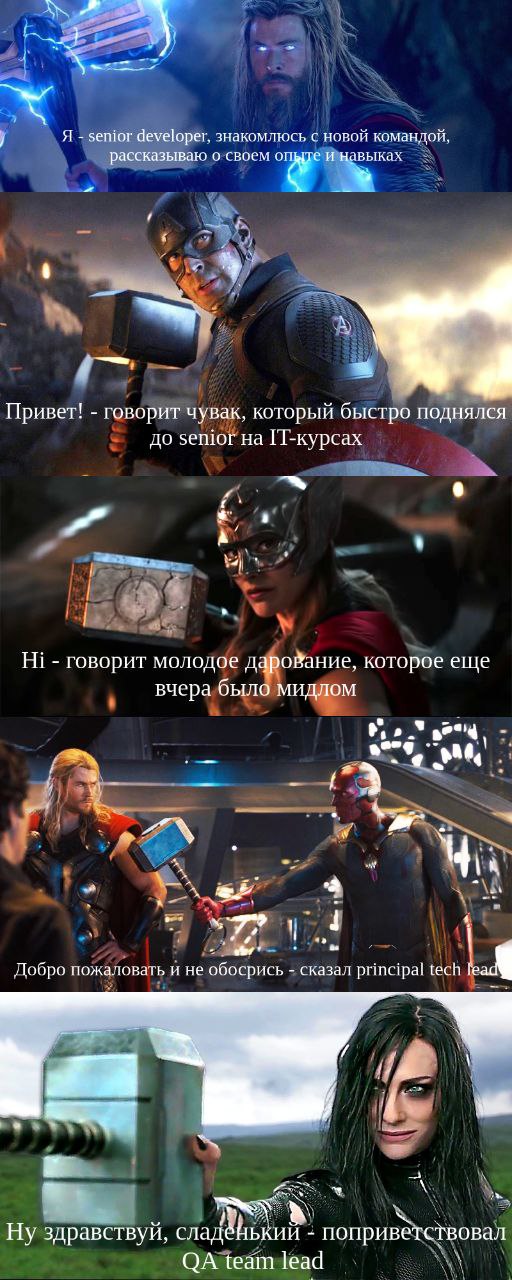 Я - senior developer, знакомлюсь с новой командой,
рассказываю о своем опыте и навыках
Привет! - говорит чувак, который быстро поднялся
до senior на IT-курсах
Hi - говорит молодое дарование, которое еще
вчера было мидлом
Добро пожаловать и не обосрись - сказал principal tech lead
Ну здравствуй, сладенький - поприветствовал
QA team lead